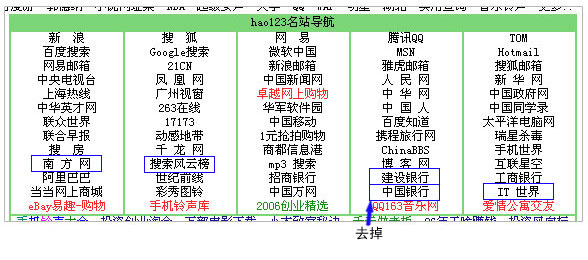 hao123名站导航
新 浪 搜 狐 网 易 腾讯QQ TOM
百度搜索 Google搜索 微软中国 MSN Hotmail
网易邮箱 21CN 新浪邮箱 雅虎邮箱 搜狐邮箱
中央电视台 凤 凰 网 中国新闻网 人 民 网 新 华 网
上海热线 广州视窗 卓越网上购物 中 华 网 中国政府网
中华英才网 263在线 华军软件园 中 国 人 中国同学录
联众世界 17173 中国移动 百度知道 太平洋电脑网
联合早报 动感地带 1元抢拍购物 携程旅行网 瑞星杀毒
搜 房 千 龙 网 商都信息港 ChinaBBS 手机世界
南 方 网 搜索风云榜 mp3 搜索 博 客 网 互联星空
阿里巴巴 世纪前线 招商银行 建设银行 工商银行
当当网上商城 彩秀图铃 中国万网 中国银行 IT 世界
eBay易趣-购物 手机铃声库 2006创业精选 QQ163音乐网 爱情公寓交友
去掉